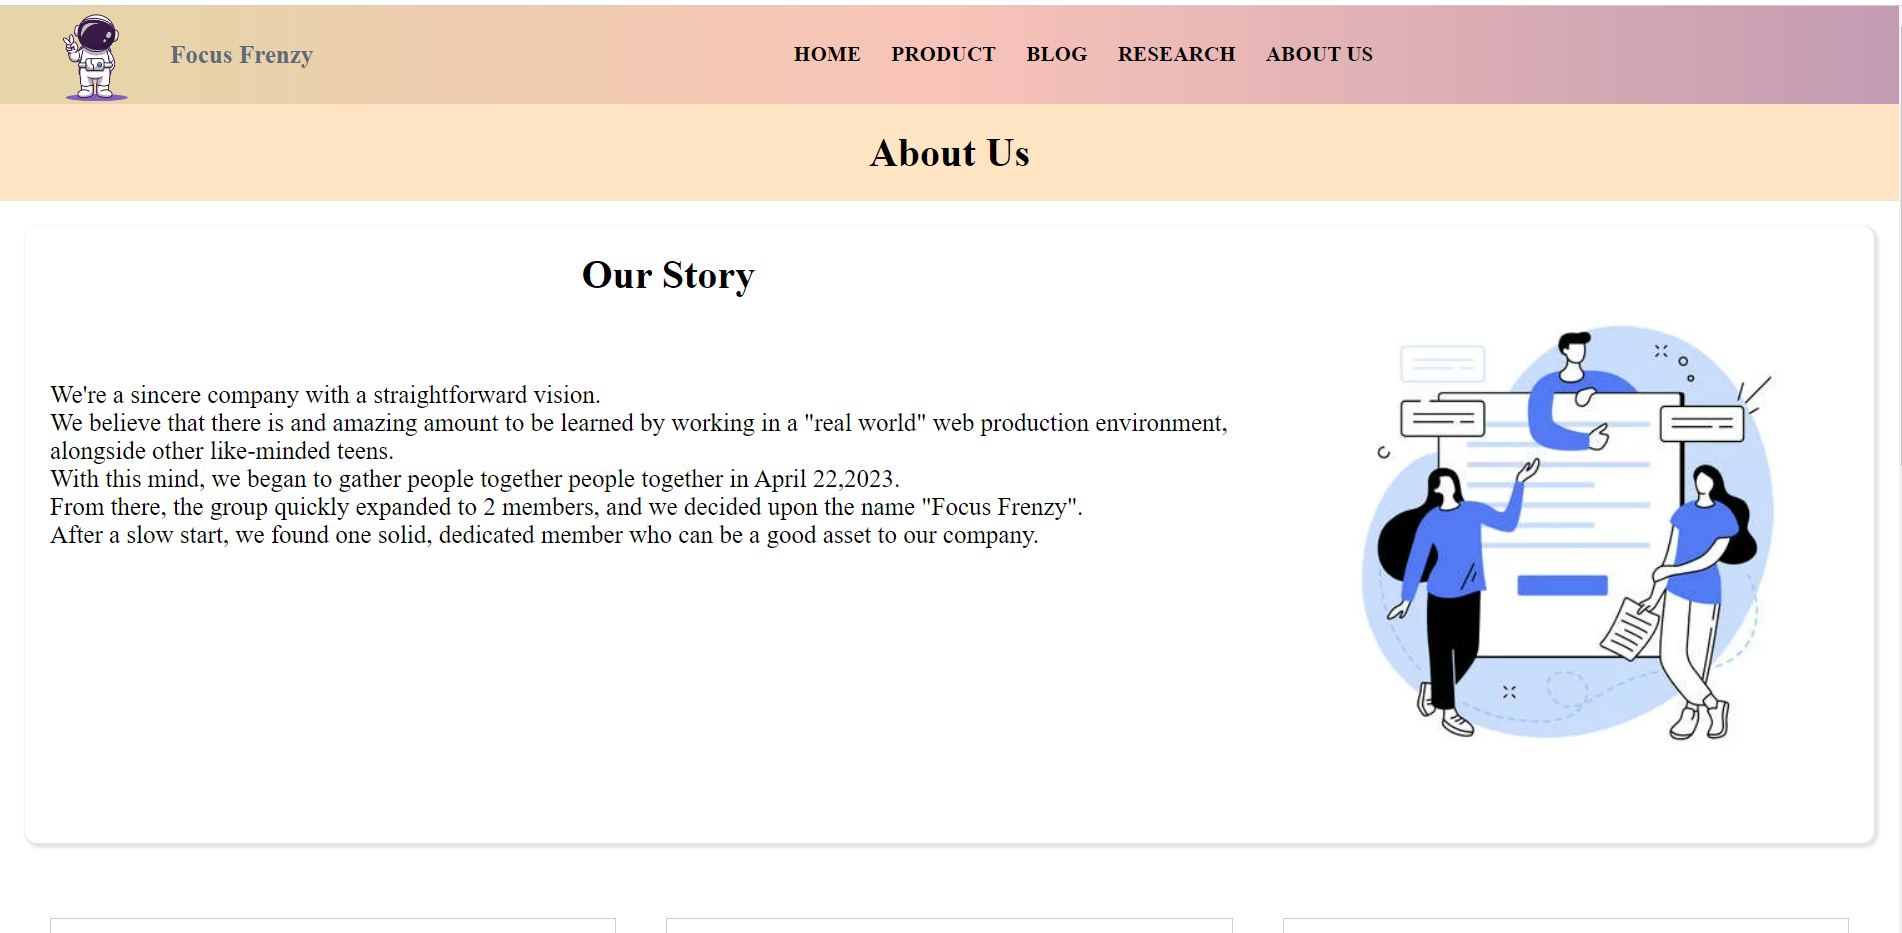 Focus Frenzy
HOME PRODUCT BLOG RESEARCH ABOUT US
About Us
Our Story
We're a sincere company with a straightforward vision.
We believe that there is and amazing amount to be learned by working in a "real world" web production environment,
alongside other like-minded teens.
With this mind, we began to gather people together people together in April 22,2023.
From there, the group quickly expanded to 2 members, and we decided upon the name "Focus Frenzy".
After a slow start, we found one solid, dedicated member who can be a good asset to our company.